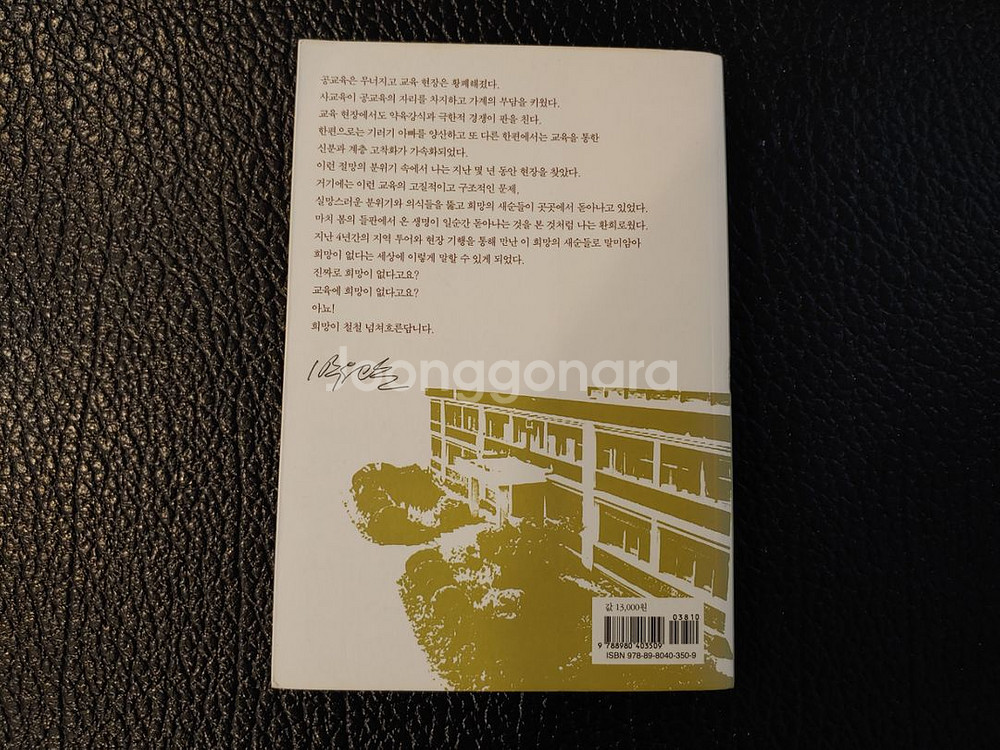 공교육은 무너지고 교육 현장은 황폐해졌다.
사교육이 공교육의 자리를 차지하고 가계의 부담을 키웠다.
교육 현장에서도 약육강식과 극한적 경쟁이 판을 친다.
한편으로는 기러기 아빠를 양산하고 또 다른 한편에서는 교육을 통한
신분과 계층 고착화가 가속화되었다.
이런 절망의 분위기 속에서 나는 지난 몇 년 동안 현장을 찾았다.
거기에는 이런 교육의 고질적이고 구조적인 문제,
실망스러운 분위기와 의식들을 뚫고 희망의 새순들이 곳곳에서 돋아나고 있었다.
마치 봄의 들판에서 온 생명이 일순간 돋아나는 것을 본 것처럼 나는 환희로웠다.
지난 4년간의 지역 투어와 현장 기행을 통해 만난 이 희망의 새순들로 말미암아
희망이 없다는 세상에 이렇게 말할 수 있게 되었다.
진짜로 희망이 없다고요?
교육에 희망이 없다고요?
아뇨!
희망이 철철 넘쳐흐른답니다.
joonggonara
값 13,000원
03810
9 788980 403509
ISBN 978-89-8040-350-9